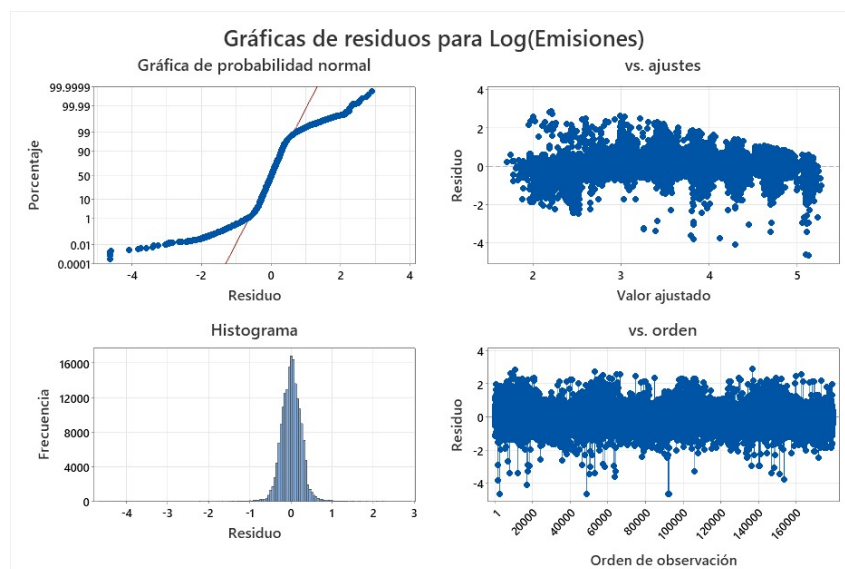 Gráficas de residuos para Log(Emisiones)
Gráfica de probabilidad normal
99.9999
99.99
99
90
50
10
1
0.01
0.0001
Porcentaje
-4 -2 0 2 4
Residuo
vs. ajustes
4
2
0
-2
-4
Residuo
2 3 4 5
Valor ajustado
Histograma
16000
12000
8000
4000
0
Frecuencia
-4 -3 -2 -1 0 1 2 3
Residuo
vs. orden
4
2
0
-2
-4
Residuo
1 20000 40000 60000 80000 100000 120000 140000 160000
Orden de observación